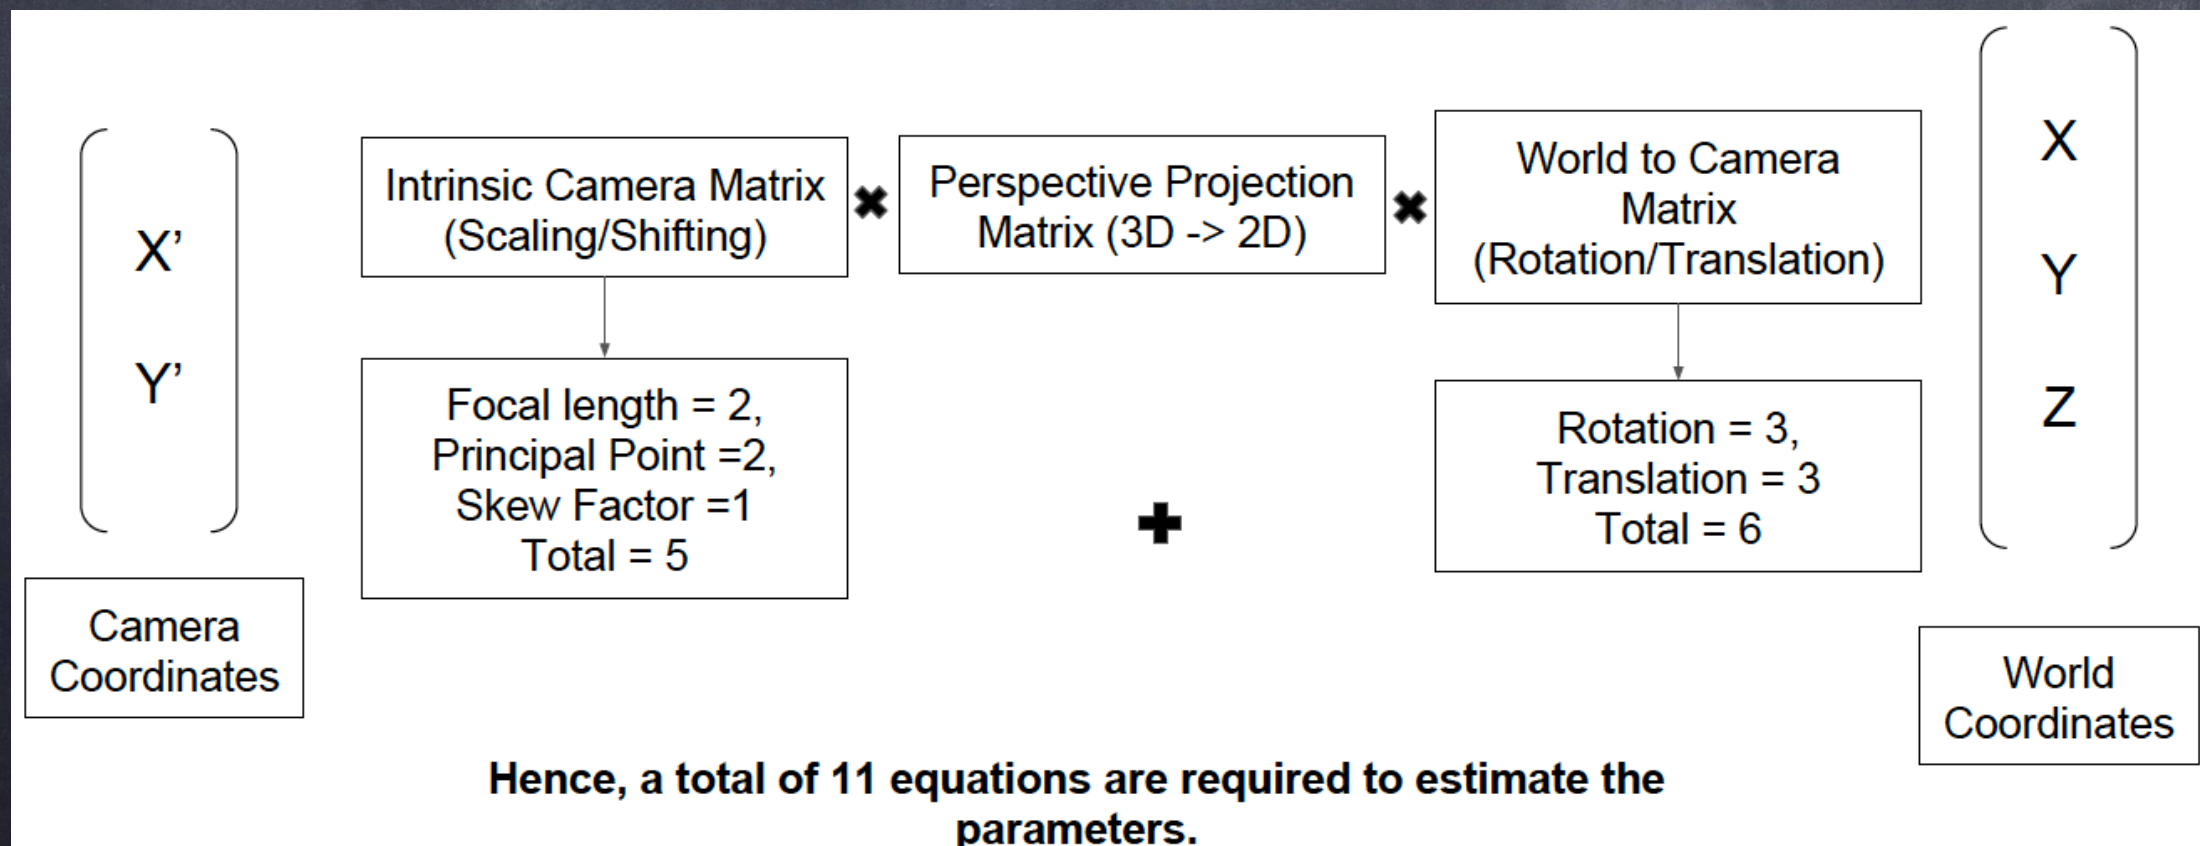 X’
Y’
Camera
Coordinates
Intrinsic Camera Matrix
(Scaling/Shifting)
Focal length = 2,
Principal Point =2,
Skew Factor =1
Total = 5
Perspective Projection
Matrix (3D -> 2D)
World to Camera
Matrix
(Rotation/Translation)
Rotation = 3,
Translation = 3
Total = 6
X
Y
Z
World
Coordinates
Hence, a total of 11 equations are required to estimate the
parameters.